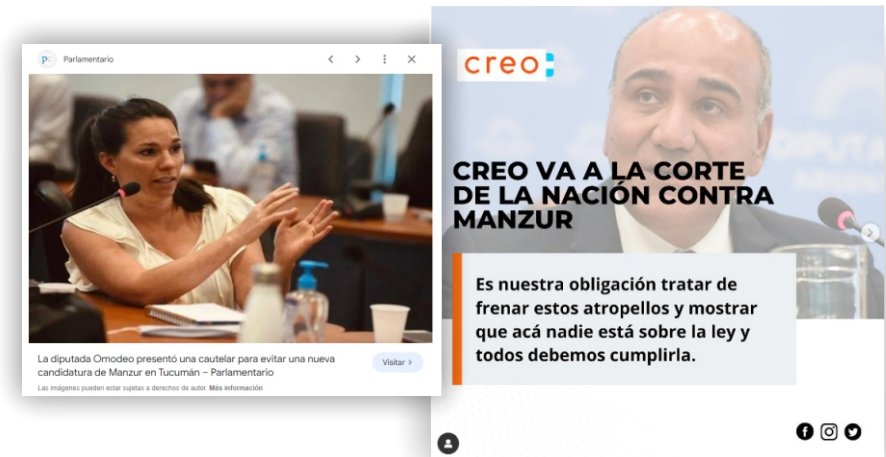 Parlamentario
La diputada Omodeo presentó una cautelar para evitar una nueva
candidatura de Manzur en Tucumán – Parlamentario
Visitar >
Las imágenes pueden estar sujetas a derechos de autor. Más información
creo
CREO VA A LA CORTE
DE LA NACIÓN CONTRA
MANZUR
Es nuestra obligación tratar de
frenar estos atropellos y mostrar
que acá nadie está sobre la ley y
todos debemos cumplirla.